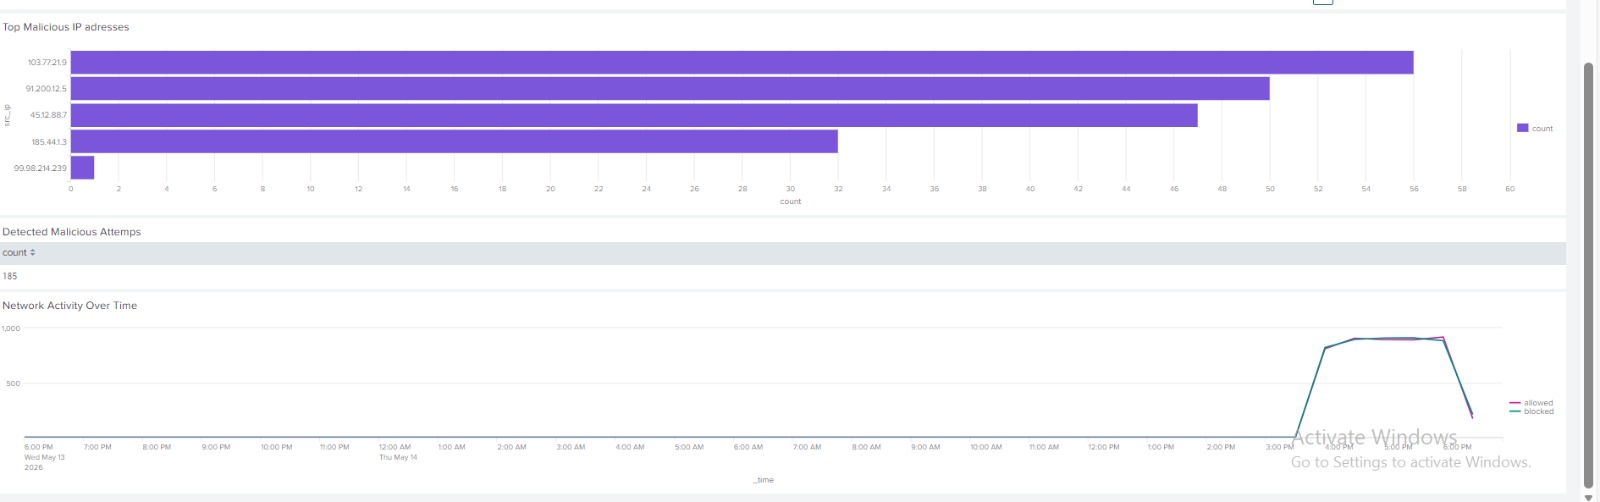 Top Malicious IP adresses
src_ip
103.77.21.9
91.200.12.5
45.12.88.7
185.44.1.3
99.98.214.239
0 2 4 6 8 10 12 14 16 18 20 22 24 26 28 30 32 34 36 38 40 42 44 46 48 50 52 54 56 58 60
count
count
Detected Malicious Attemps
count
185
Network Activity Over Time
1,000
500
allowed
blocked
6:00 PM 7:00 PM 8:00 PM 9:00 PM 10:00 PM 11:00 PM 12:00 AM 1:00 AM 2:00 AM 3:00 AM 4:00 AM 5:00 AM 6:00 AM 7:00 AM 8:00 AM 9:00 AM 10:00 AM 11:00 AM 12:00 PM 1:00 PM 2:00 PM 3:00 PM 4:00 PM 5:00 PM 6:00 PM
Wed May 13 Thu May 14
2026
_time
Activate Windows
Go to Settings to activate Windows.